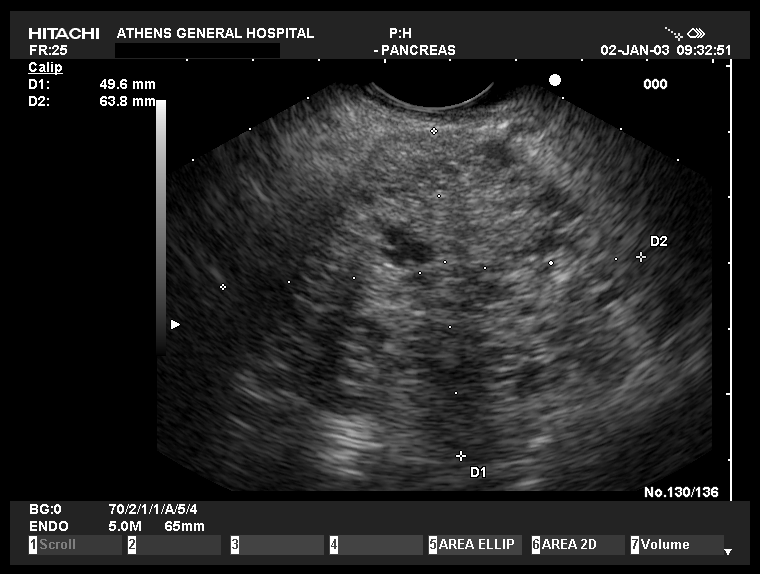 HITACHI ATHENS GENERAL HOSPITAL P:H
FR:25 - PANCREAS 02-JAN-03 09:32:51
Calip
D1: 49.6 mm 000
D2: 63.8 mm
D2
D1
No.130/136
BG:0 70/2/1/1/A/5/4
ENDO 5.0M 65mm
1 Scroll 2 3 4 5 AREA ELLIP 6 AREA 2D 7 Volume